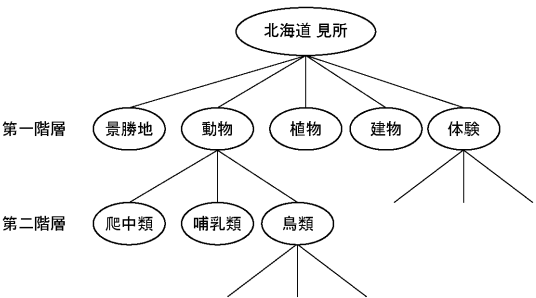 北海道 見所
第一階層 景勝地 動物 植物 建物 体験
第二階層 爬中類 哺乳類 鳥類